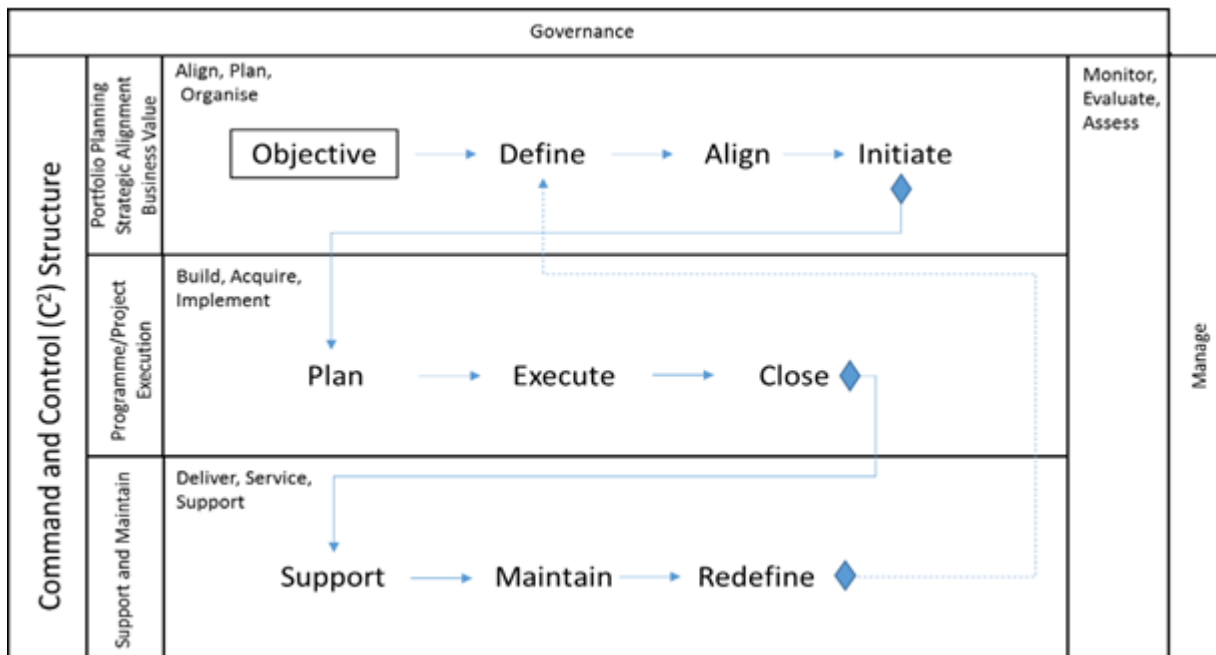 Governance
Command and Control (C²) Structure
Portfolio Planning
Strategic Alignment
Business Value
Align, Plan,
Organise
Objective
Define
Align
Initiate
Monitor,
Evaluate,
Assess
Manage
Programme/Project
Execution
Build, Acquire,
Implement
Plan
Execute
Close
Support and Maintain
Deliver, Service,
Support
Support
Maintain
Redefine